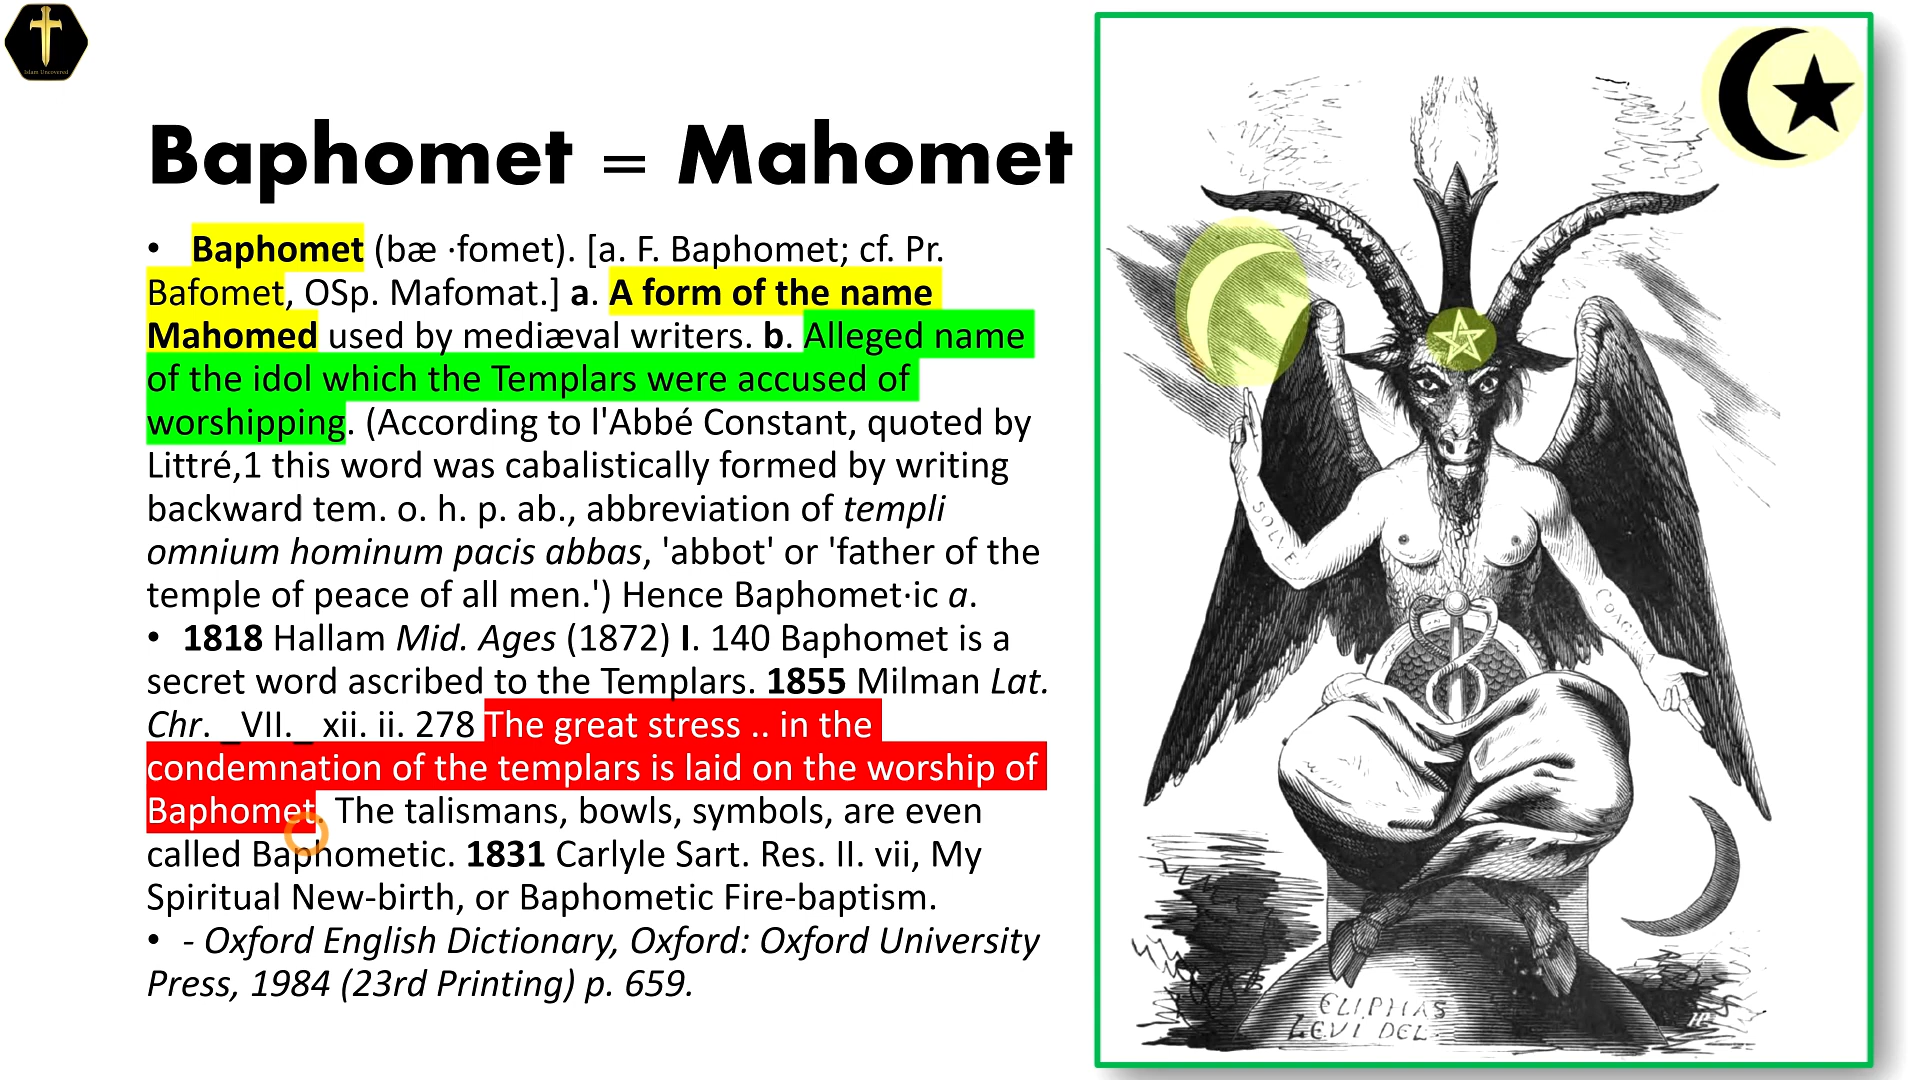 Islam Uncovered
Baphomet = Mahomet
• Baphomet (bæ ·fomet). [a. F. Baphomet; cf. Pr.
Bafomet, OSp. Mafomat.] a. A form of the name
Mahomed used by mediæval writers. b. Alleged name
of the idol which the Templars were accused of
worshipping. (According to l'Abbé Constant, quoted by
Littré,1 this word was cabalistically formed by writing
backward tem. o. h. p. ab., abbreviation of templi
omnium hominum pacis abbas, 'abbot' or 'father of the
temple of peace of all men.') Hence Baphomet·ic a.
• 1818 Hallam Mid. Ages (1872) I. 140 Baphomet is a
secret word ascribed to the Templars. 1855 Milman Lat.
Chr. _VII._ xii. ii. 278 The great stress .. in the
condemnation of the templars is laid on the worship of
Baphomet. The talismans, bowls, symbols, are even
called Baphometic. 1831 Carlyle Sart. Res. II. vii, My
Spiritual New-birth, or Baphometic Fire-baptism.
• - Oxford English Dictionary, Oxford: Oxford University
Press, 1984 (23rd Printing) p. 659.
SOLVE
ELIPHAS
LEVI DEL